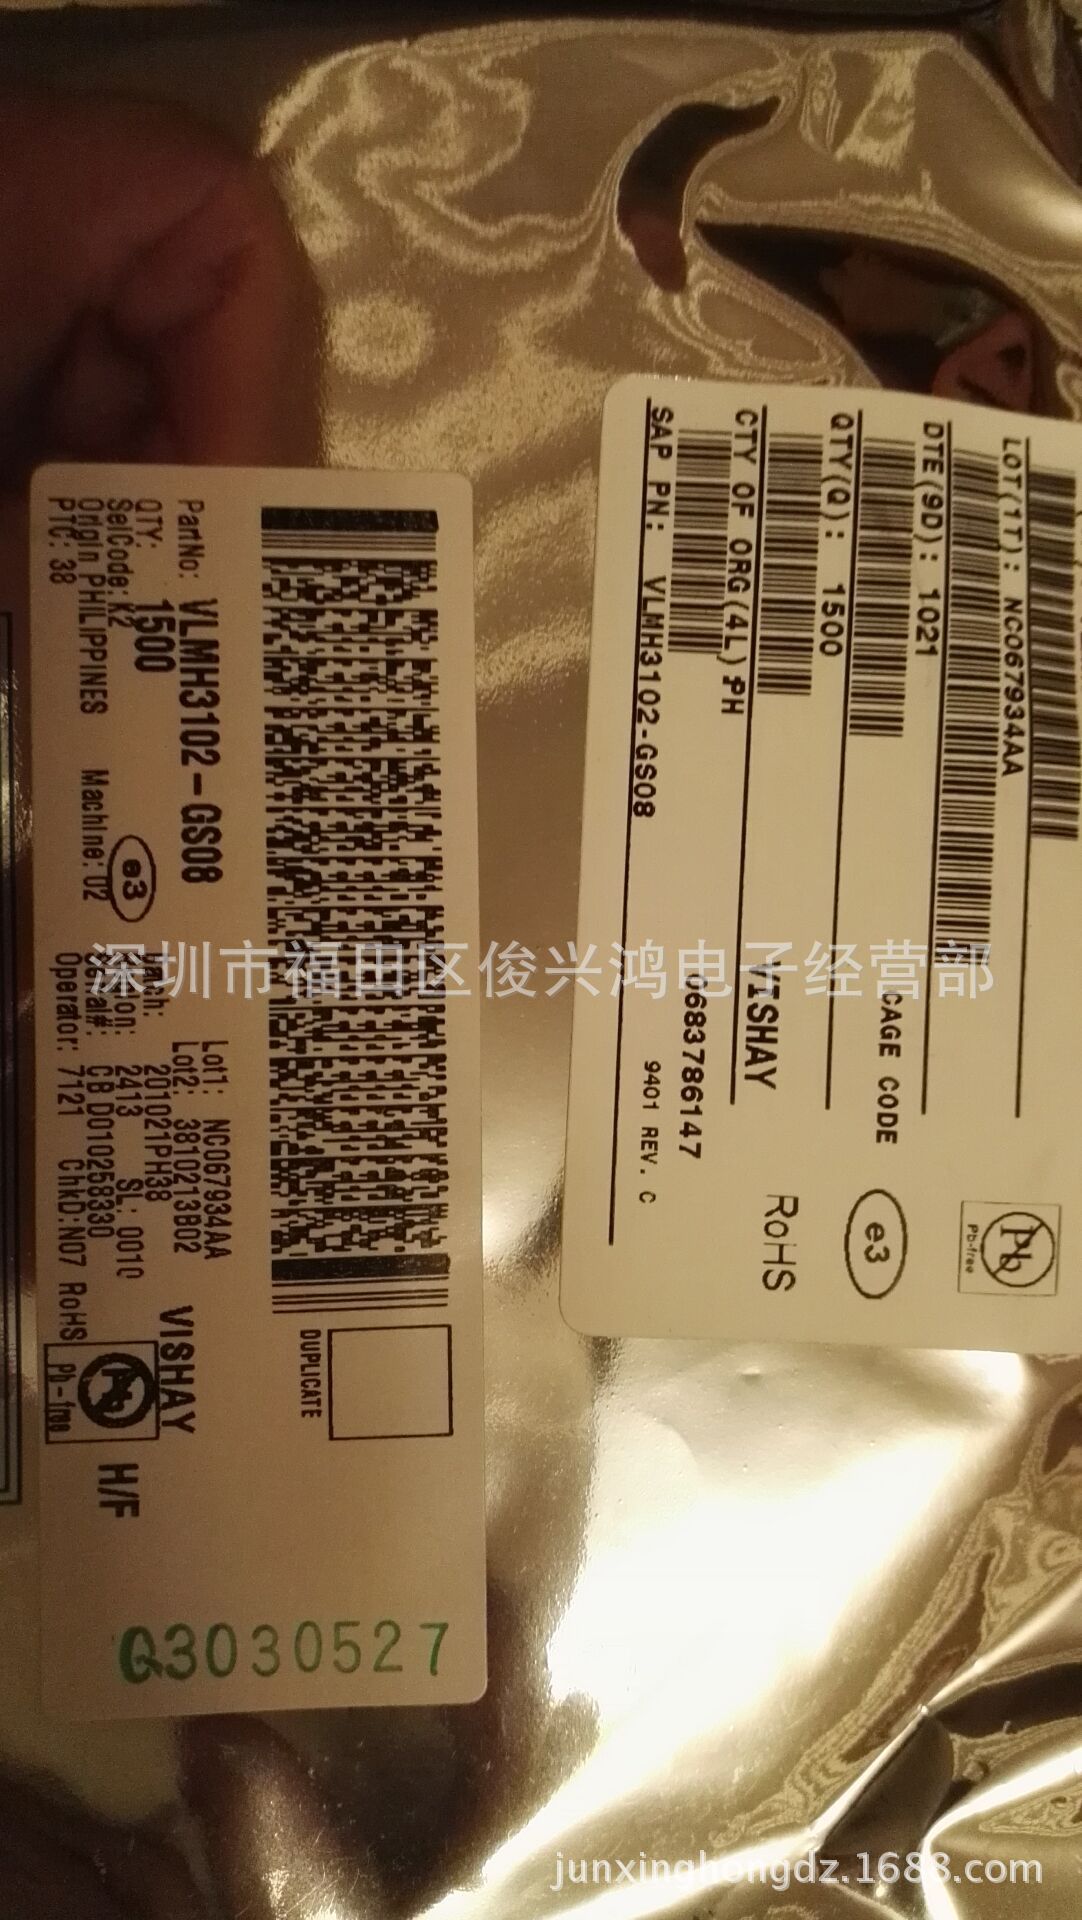 LOT(1T): NC067934AA
DTE(9D): 1021
CAGE CODE
QTY(Q): 1500
CTY OF ORG(4L) PH
VISHAY
SAP PN: VLMH3102-GS08
0683786147
9401 REV. C
Pb
Pb-free
e3
RoHS
DUPLICATE
PartNo: VLMH3102-GS08
QTY: 1500
SelCode: K2
Origin PHILIPPINES Machine: 02
PTC: 38
e3
Lot1: NC067934AA
Lot2: 3810213B02
201021PH38
2413 SL: 0010
CB D010258330
Operator: 7121 ChkD: N07 RoHS
VISHAY
Pb
Pb-free
H/F
Q3030527
深圳市福田区俊兴鸿电子经营部
junxinghongdz.1688.com